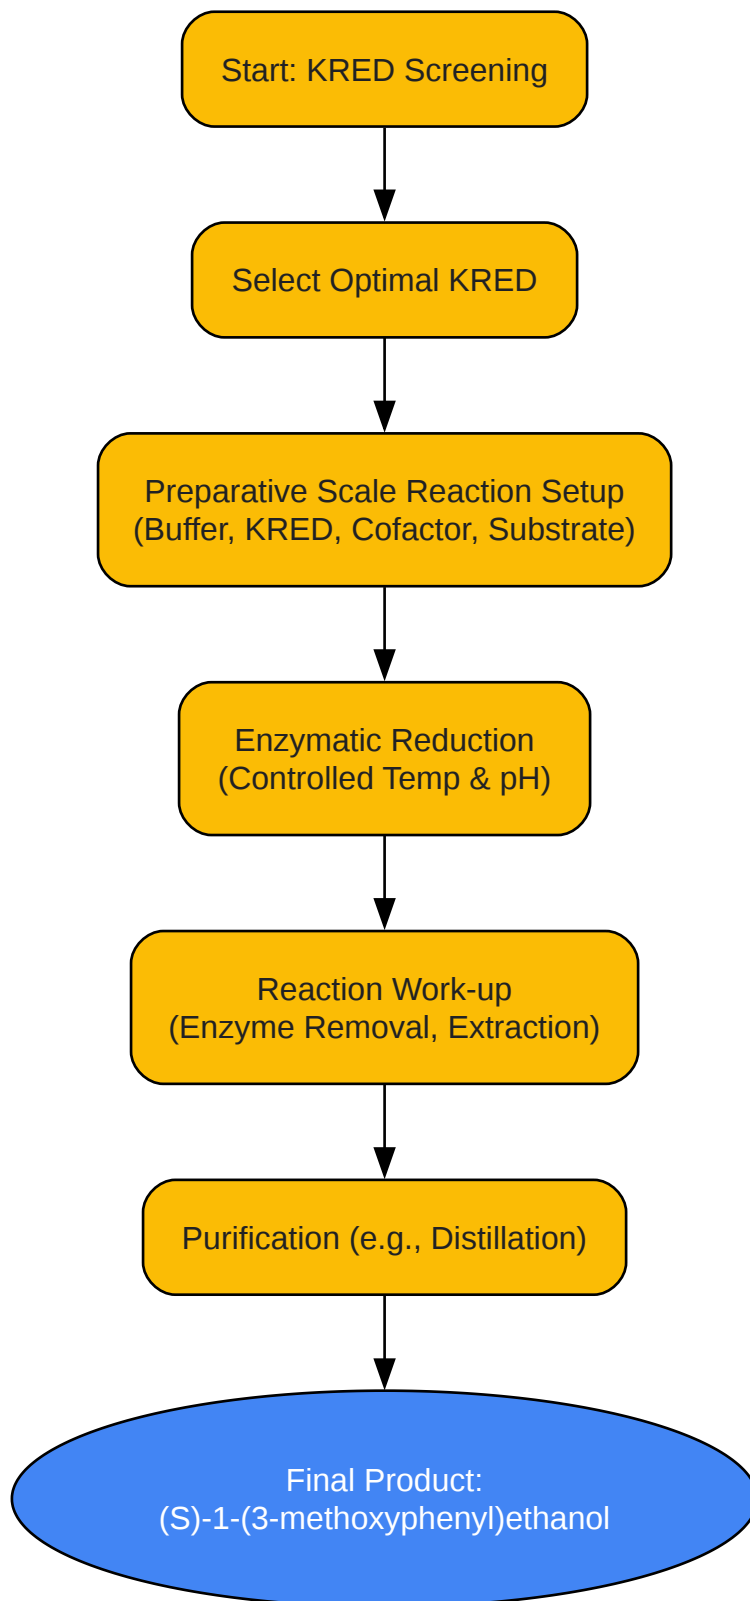 Start: KRED Screening
Select Optimal KRED
Preparative Scale Reaction Setup
(Buffer, KRED, Cofactor, Substrate)
Enzymatic Reduction
(Controlled Temp & pH)
Reaction Work-up
(Enzyme Removal, Extraction)
Purification (e.g., Distillation)
Final Product:
(S)-1-(3-methoxyphenyl)ethanol